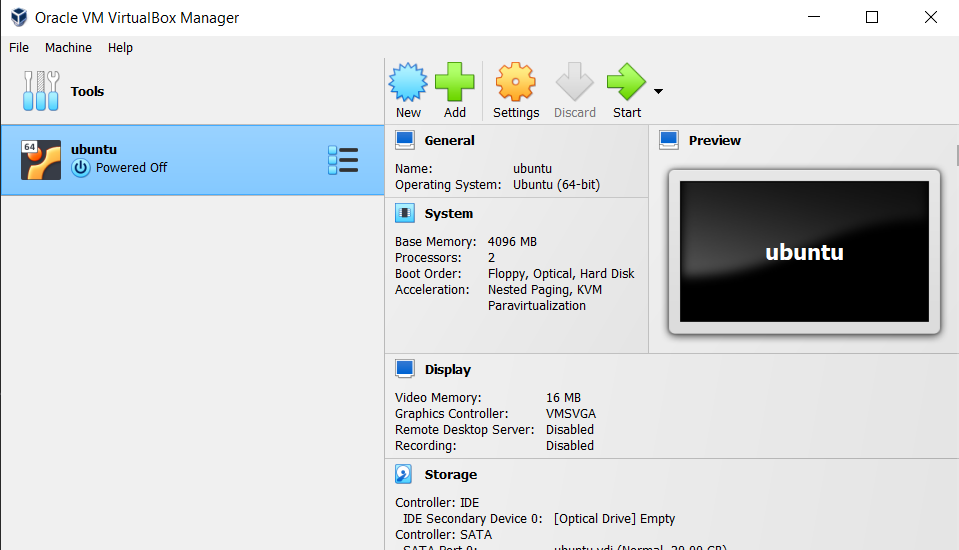 Oracle VM VirtualBox Manager
File Machine Help
Tools
New Add Settings Discard Start
64
ubuntu
Powered Off
General
Name: ubuntu
Operating System: Ubuntu (64-bit)
System
Base Memory: 4096 MB
Processors: 2
Boot Order: Floppy, Optical, Hard Disk
Acceleration: Nested Paging, KVM
Paravirtualization
Preview
ubuntu
Display
Video Memory: 16 MB
Graphics Controller: VMSVGA
Remote Desktop Server: Disabled
Recording: Disabled
Storage
Controller: IDE
IDE Secondary Device 0: [Optical Drive] Empty
Controller: SATA
SATA Port 0: ubuntu.vdi (Normal, 20.00 GB)